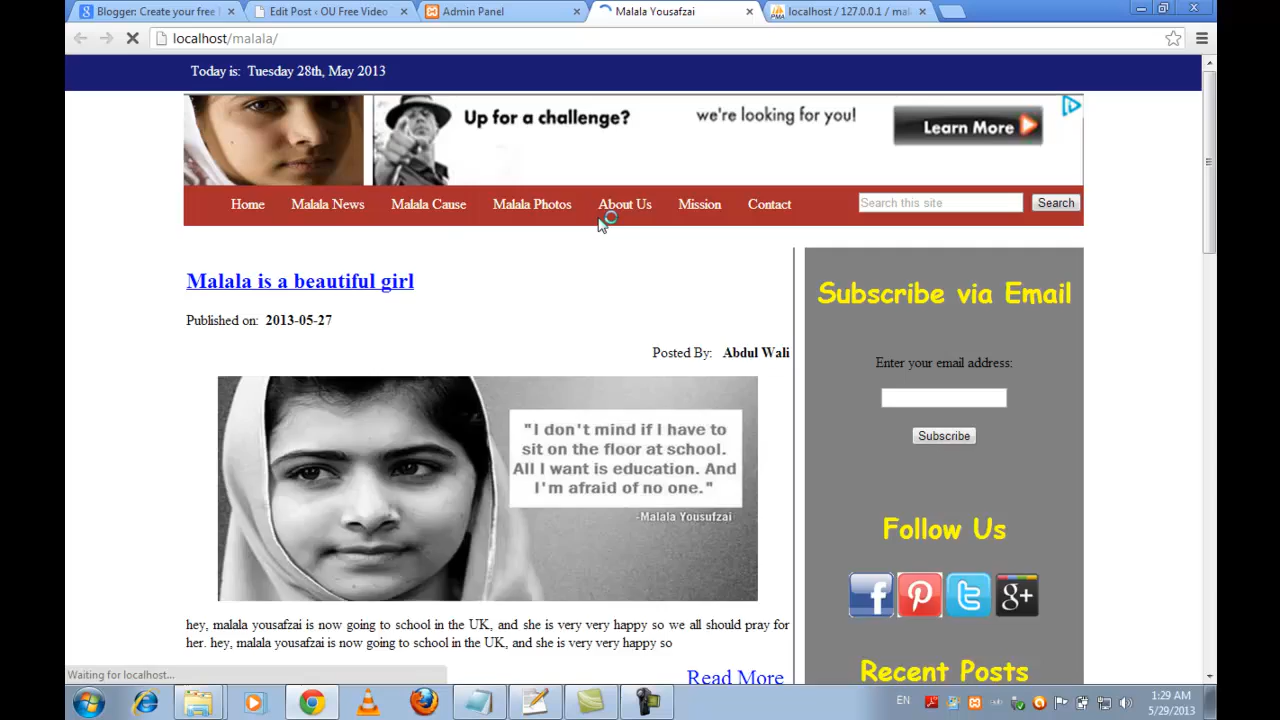 Blogger: Create your free
Edit Post ‹ OU Free Video
Admin Panel
Malala Yousafzai
localhost / 127.0.0.1 / mal
localhost/malala/
Today is: Tuesday 28th, May 2013
Up for a challenge?
we're looking for you!
Learn More
Home
Malala News
Malala Cause
Malala Photos
About Us
Mission
Contact
Search this site
Search
Malala is a beautiful girl
Published on: 2013-05-27
Posted By: Abdul Wali
"I don't mind if I have to
sit on the floor at school.
All I want is education. And
I'm afraid of no one."
-Malala Yousufzai
hey, malala yousafzai is now going to school in the UK, and she is very very happy so we all should pray for
her. hey, malala yousafzai is now going to school in the UK, and she is very very happy so
Read More
Subscribe via Email
Enter your email address:
Subscribe
Follow Us
Recent Posts
Waiting for localhost...
EN
1:29 AM
5/29/2013